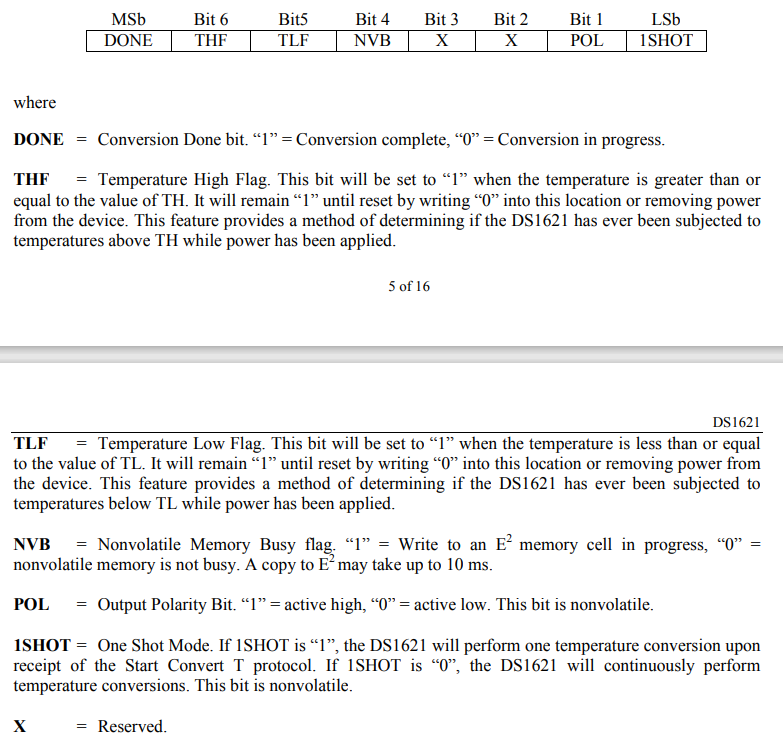 MSb Bit 6 Bit5 Bit 4 Bit 3 Bit 2 Bit 1 LSb
DONE THF TLF NVB X X POL 1SHOT
where
DONE = Conversion Done bit. “1” = Conversion complete, “0” = Conversion in progress.
THF = Temperature High Flag. This bit will be set to “1” when the temperature is greater than or
equal to the value of TH. It will remain “1” until reset by writing “0” into this location or removing power
from the device. This feature provides a method of determining if the DS1621 has ever been subjected to
temperatures above TH while power has been applied.
5 of 16
DS1621
TLF = Temperature Low Flag. This bit will be set to “1” when the temperature is less than or equal
to the value of TL. It will remain “1” until reset by writing “0” into this location or removing power from
the device. This feature provides a method of determining if the DS1621 has ever been subjected to
temperatures below TL while power has been applied.
NVB = Nonvolatile Memory Busy flag. “1” = Write to an E² memory cell in progress, “0” =
nonvolatile memory is not busy. A copy to E² may take up to 10 ms.
POL = Output Polarity Bit. “1” = active high, “0” = active low. This bit is nonvolatile.
1SHOT = One Shot Mode. If 1SHOT is “1”, the DS1621 will perform one temperature conversion upon
receipt of the Start Convert T protocol. If 1SHOT is “0”, the DS1621 will continuously perform
temperature conversions. This bit is nonvolatile.
X = Reserved.